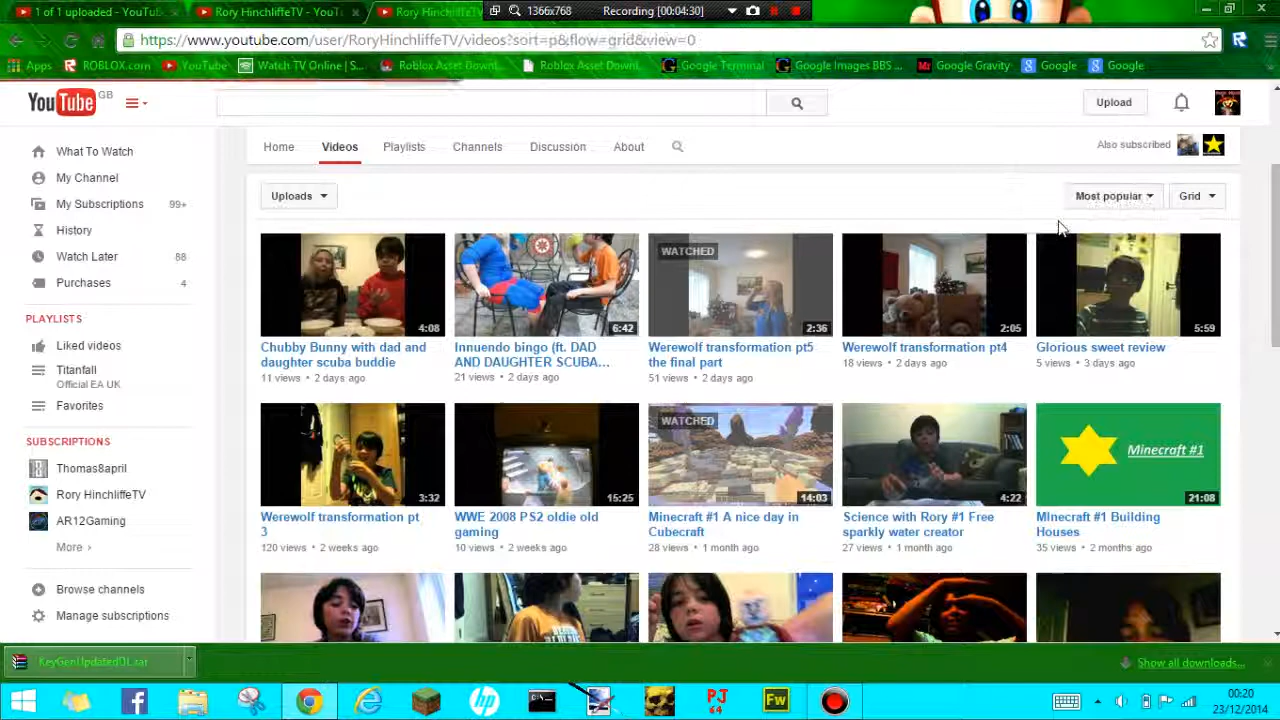 1 of 1 uploaded - YouTub
Rory HinchliffeTV - YouT
Rory HinchliffeTV
1366x768
Recording [00:04:30]
https://www.youtube.com/user/RoryHinchliffeTV/videos?sort=p&flow=grid&view=0
Apps
ROBLOX.com
YouTube
Watch TV Online | S...
Roblox Asset Downl...
Roblox Asset Downl...
Google Terminal
Google Images BBS ...
Google Gravity
Google
Google
YouTube GB
Upload
Home
Videos
Playlists
Channels
Discussion
About
Also subscribed
Uploads
Most popular
Grid
What To Watch
My Channel
My Subscriptions 99+
History
Watch Later 88
Purchases 4
PLAYLISTS
Liked videos
Titanfall
Official EA UK
Favorites
SUBSCRIPTIONS
Thomas8april
Rory HinchliffeTV
AR12Gaming
More ›
Browse channels
Manage subscriptions
4:08
Chubby Bunny with dad and
daughter scuba buddie
11 views • 2 days ago
6:42
Innuendo bingo (ft. DAD
AND DAUGHTER SCUBA...
21 views • 2 days ago
WATCHED
2:36
Werewolf transformation pt5
the final part
51 views • 2 days ago
2:05
Werewolf transformation pt4
18 views • 2 days ago
5:59
Glorious sweet review
5 views • 3 days ago
3:32
Werewolf transformation pt
3
120 views • 2 weeks ago
15:25
WWE 2008 PS2 oldie old
gaming
10 views • 2 weeks ago
WATCHED
14:03
Minecraft #1 A nice day in
Cubecraft
28 views • 1 month ago
4:22
Science with Rory #1 Free
sparkly water creator
27 views • 1 month ago
Minecraft #1
21:08
MInecraft #1 Building
Houses
35 views • 2 months ago
KeyGenUpdatedDL.rar
Show all downloads...
PJ
64
Fw
00:20
23/12/2014